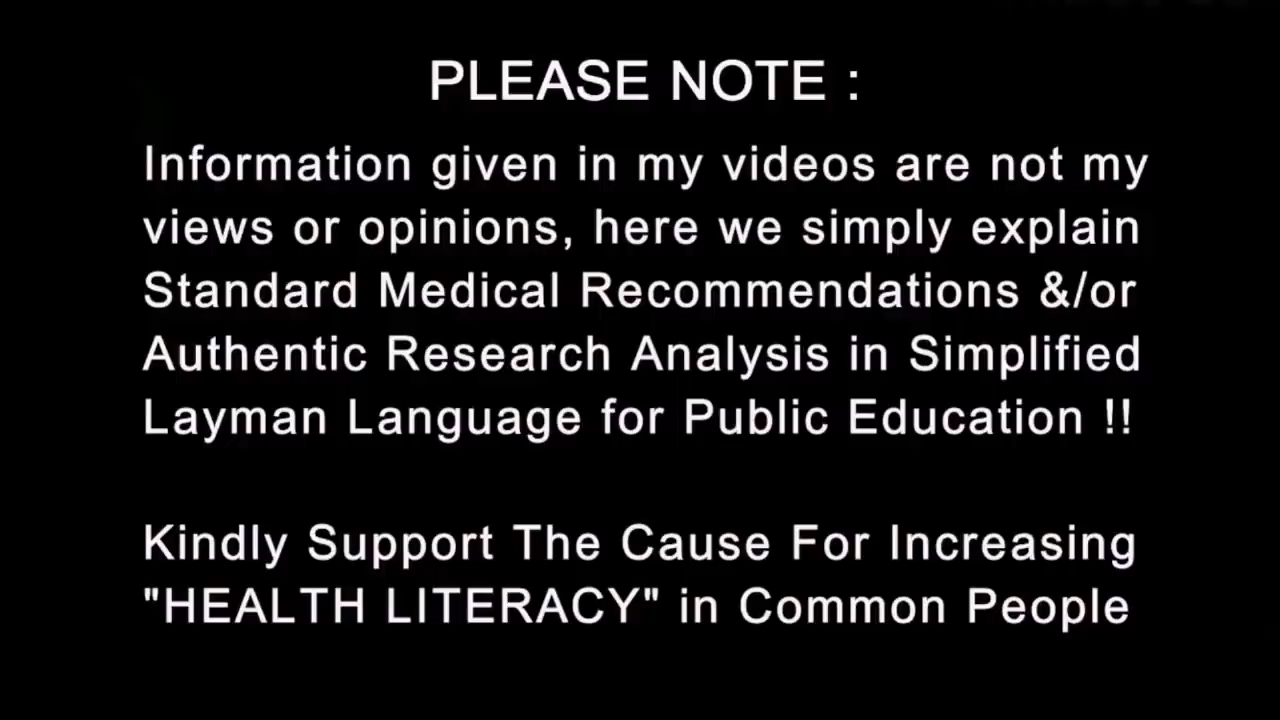 PLEASE NOTE :
Information given in my videos are not my
views or opinions, here we simply explain
Standard Medical Recommendations &/or
Authentic Research Analysis in Simplified
Layman Language for Public Education !!
Kindly Support The Cause For Increasing
"HEALTH LITERACY" in Common People